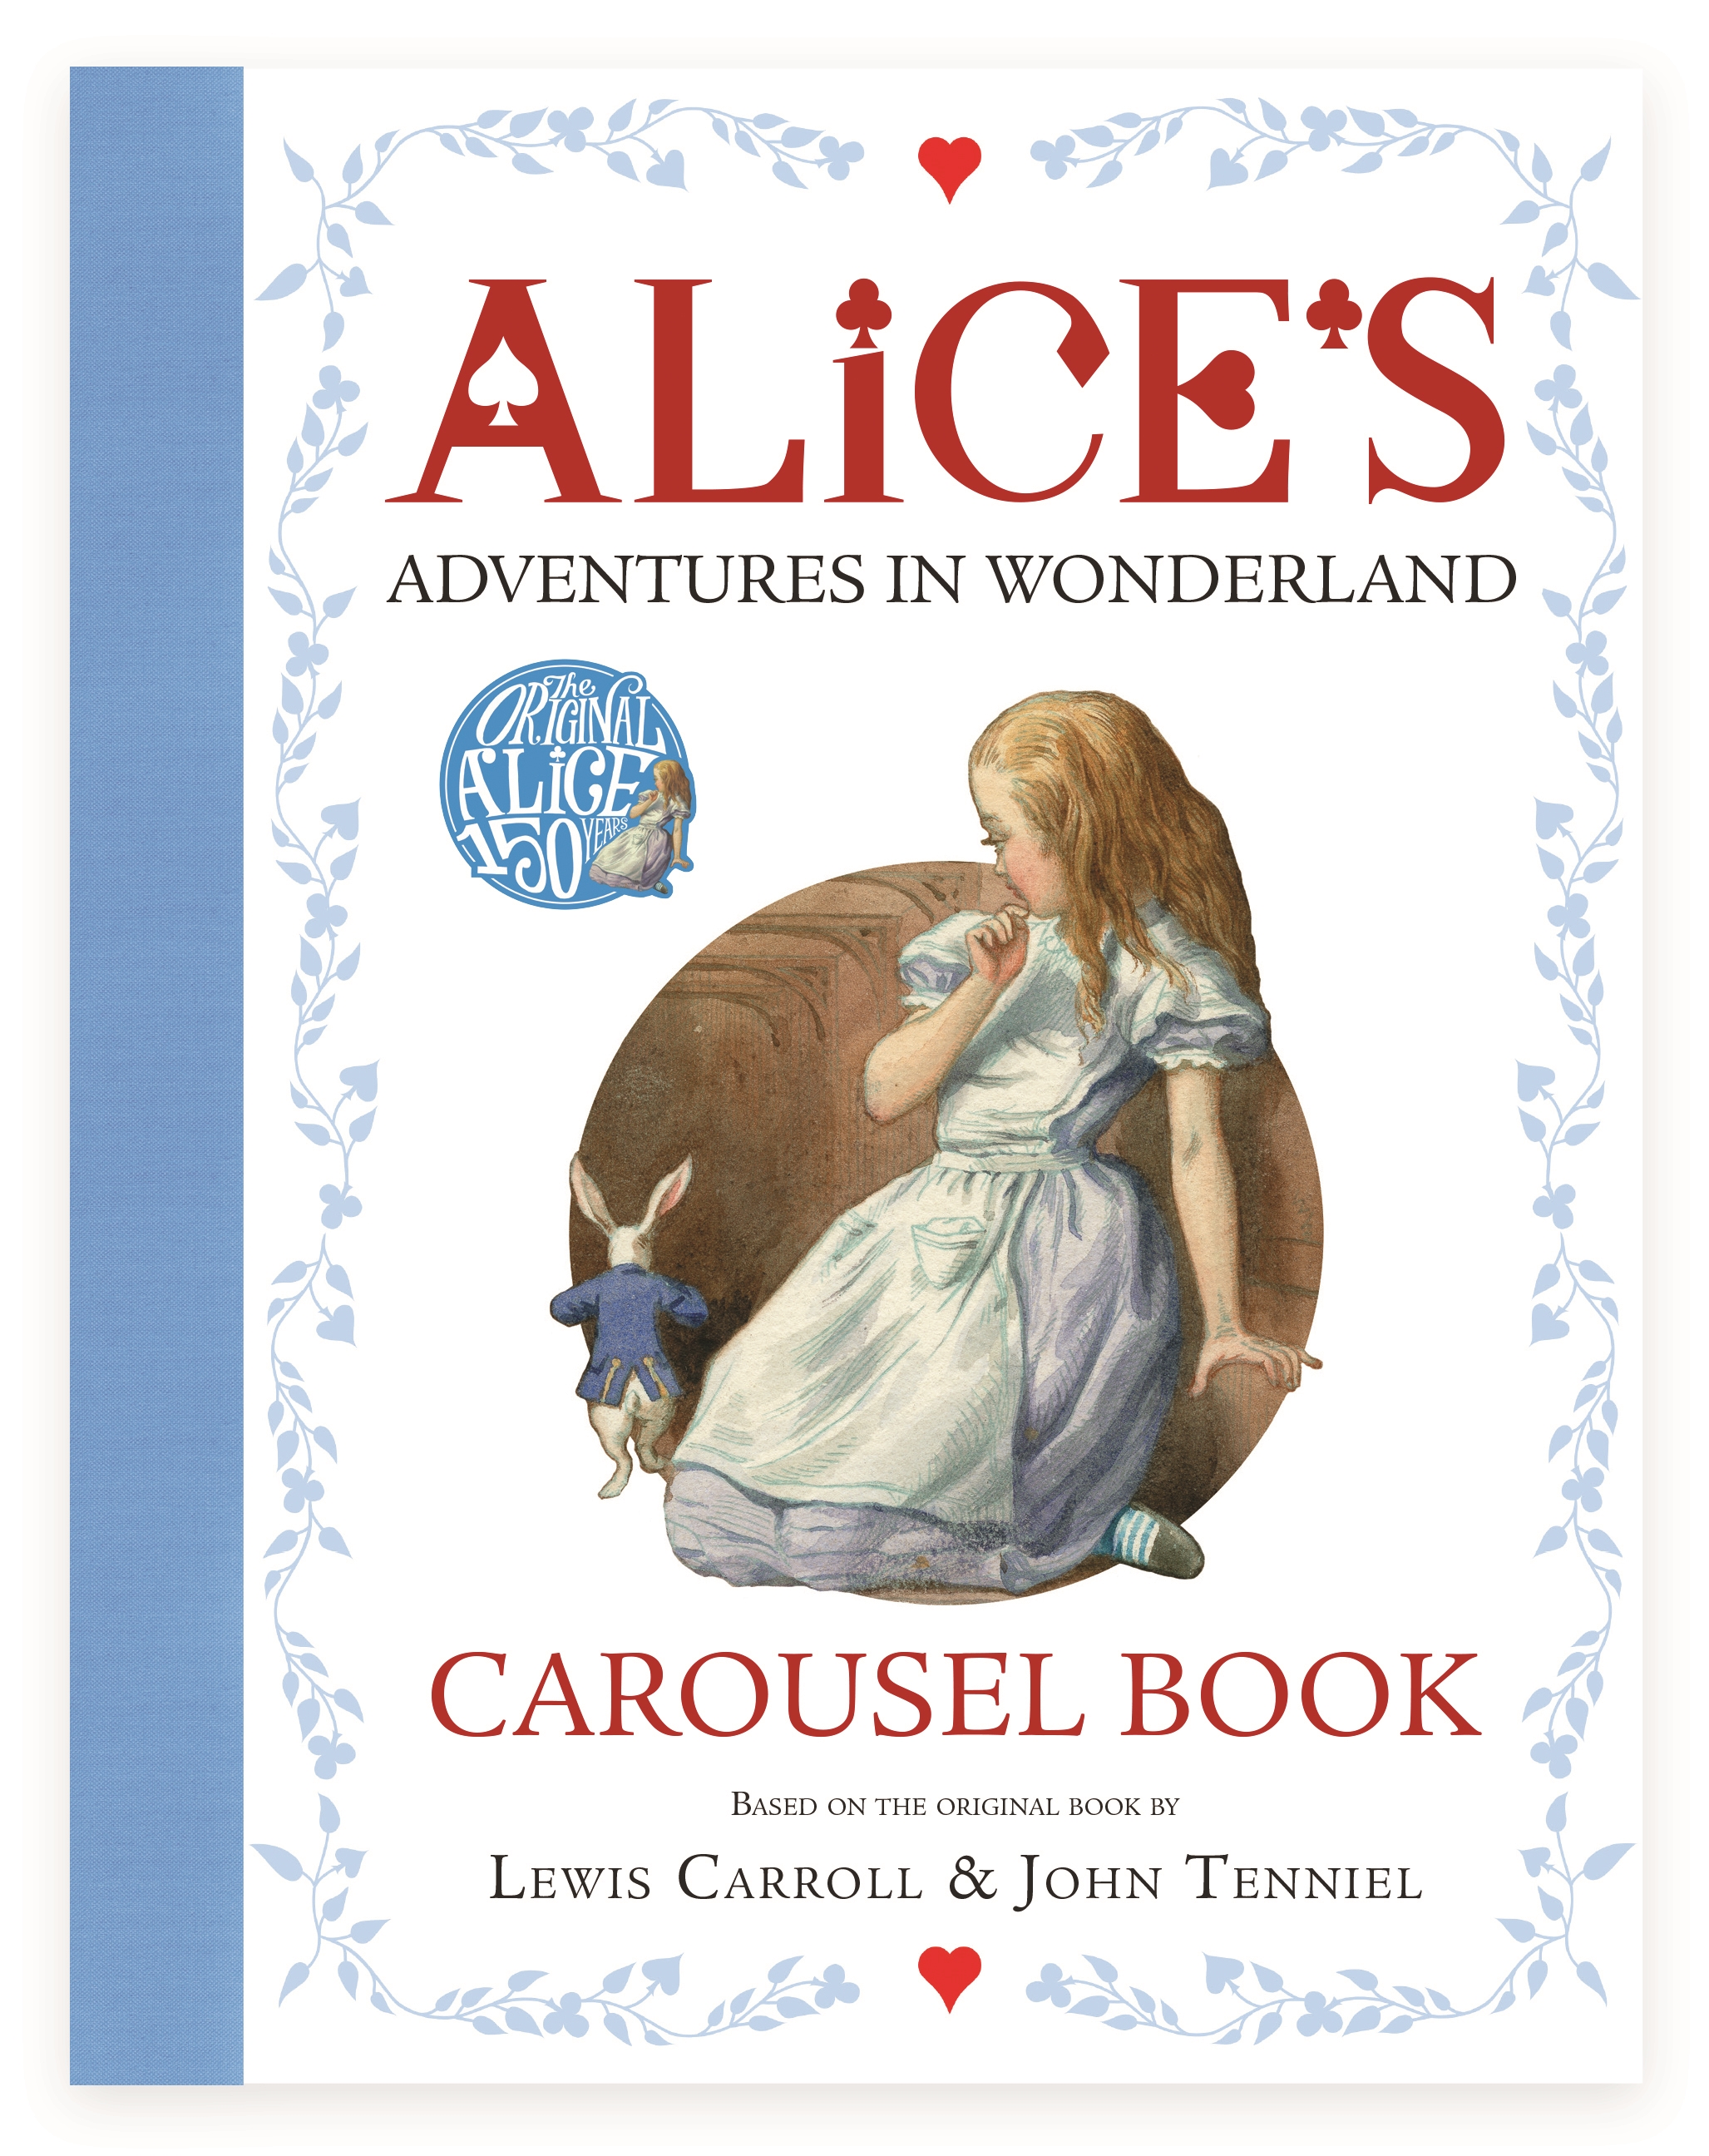 ALiCE'S
ADVENTURES IN WONDERLAND
The
ORIGINAL
ALiCE
150 YEARS
CAROUSEL BOOK
BASED ON THE ORIGINAL BOOK BY
LEWIS CARROLL & JOHN TENNIEL